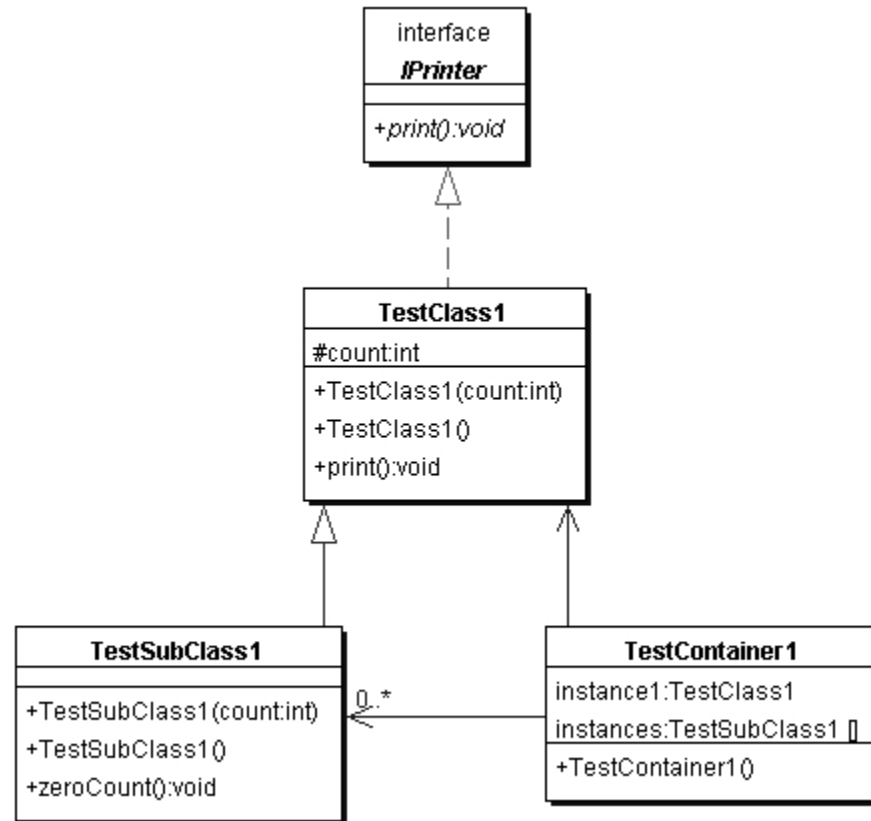 interface
IPrinter
+print():void
TestClass1
#count:int
+TestClass1(count:int)
+TestClass1()
+print():void
TestSubClass1
+TestSubClass1(count:int)
+TestSubClass1()
+zeroCount():void
0..*
TestContainer1
instance1:TestClass1
instances:TestSubClass1 []
+TestContainer1()